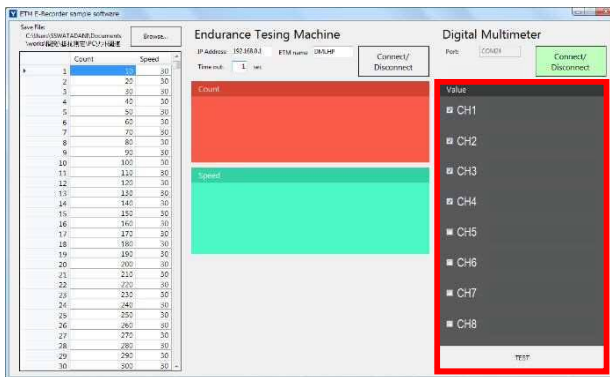 ETM E-Recorder sample software
Save File:
Browse...
Count Speed
1 10 30
2 20 30
3 30 30
4 40 30
5 50 30
6 60 30
7 70 30
8 80 30
9 90 30
10 100 30
11 110 30
12 120 30
13 130 30
14 140 30
15 150 30
16 160 30
17 170 30
18 180 30
19 190 30
20 200 30
21 210 30
22 220 30
23 230 30
24 240 30
25 250 30
26 260 30
27 270 30
28 280 30
29 290 30
30 300 30
Endurance Tesing Machine
IP Address 192.168.0.1 ETM name DMLHP
Time out: 1 sec
Connect/
Disconnect
Count
Speed
Digital Multimeter
Port:
Connect/
Disconnect
Value
CH1
CH2
CH3
CH4
CH5
CH6
CH7
CH8
TEST